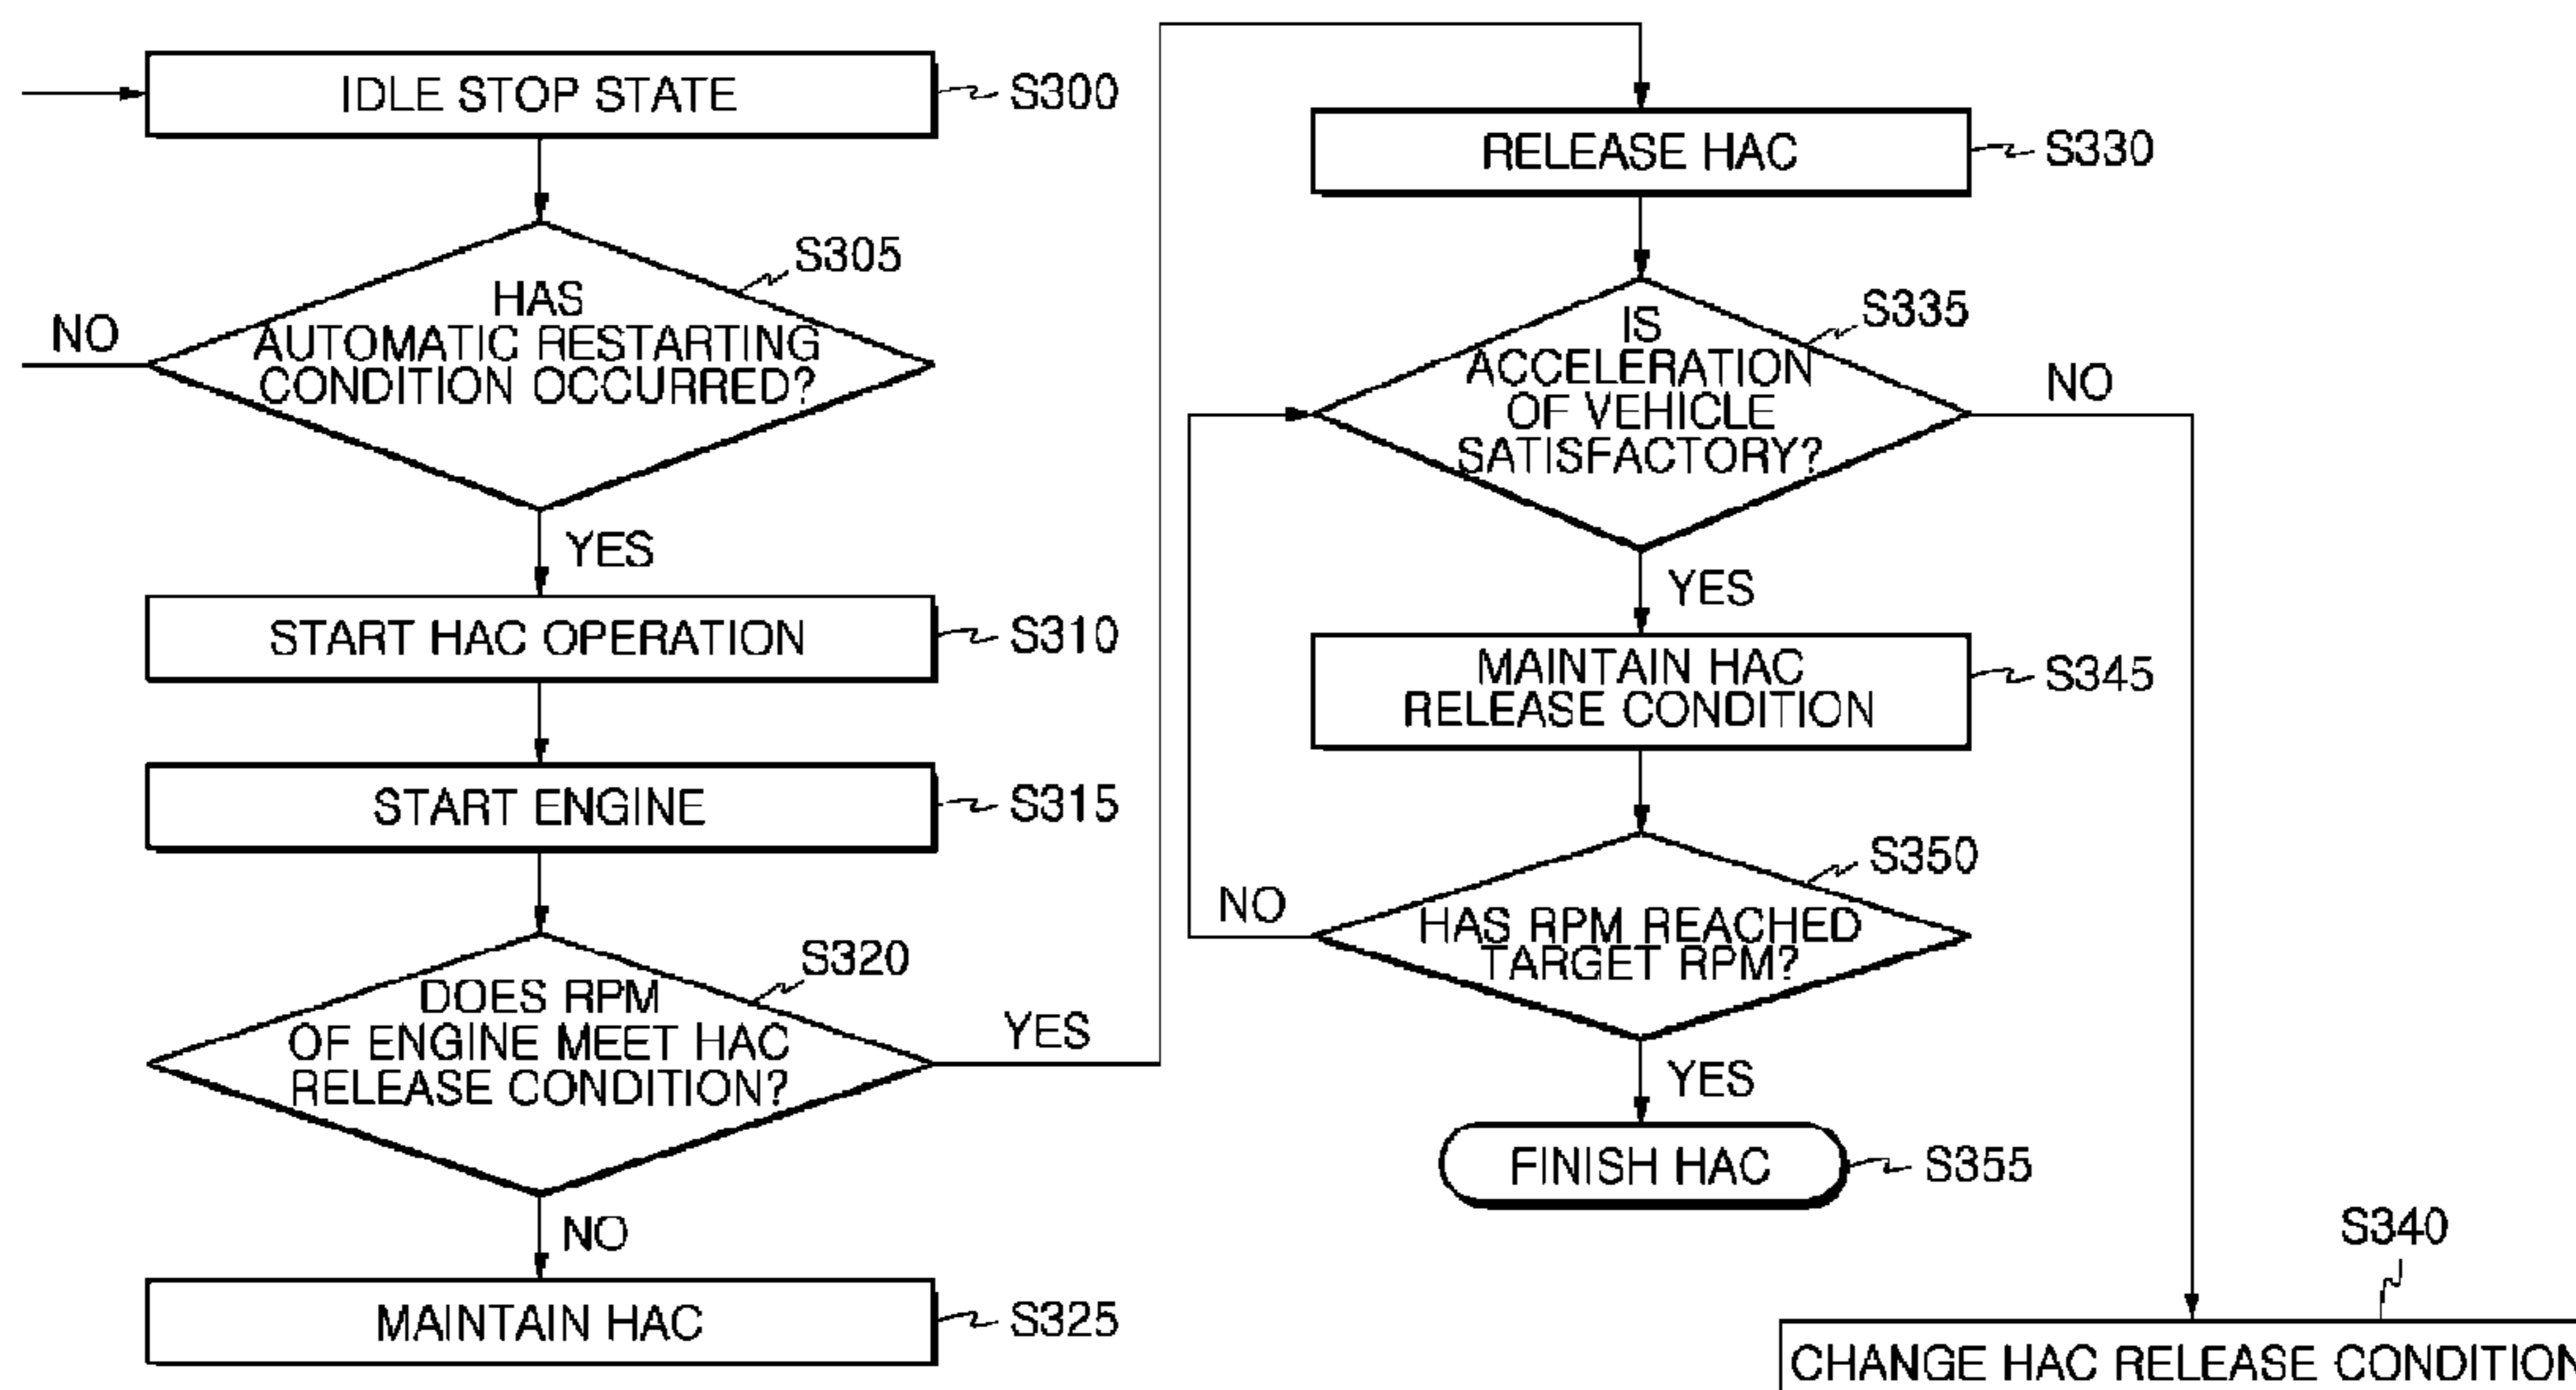 IDLE STOP STATE
S300
S305
HAS
AUTOMATIC RESTARTING
CONDITION OCCURRED?
NO
YES
START HAC OPERATION
S310
START ENGINE
S315
S320
DOES RPM
OF ENGINE MEET HAC
RELEASE CONDITION?
YES
NO
MAINTAIN HAC
S325
RELEASE HAC
S330
S335
IS
ACCELERATION
OF VEHICLE
SATISFACTORY?
NO
YES
MAINTAIN HAC
RELEASE CONDITION
S345
S350
HAS RPM REACHED
TARGET RPM?
NO
YES
FINISH HAC
S355
S340
CHANGE HAC RELEASE CONDITION